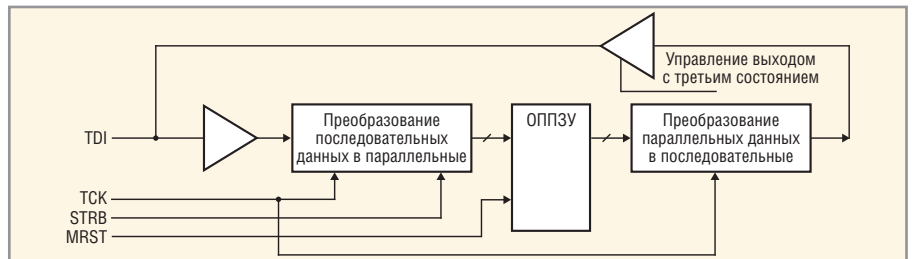 Управление выходом
с третьим состоянием
TDI
Преобразование
последовательных
данных в параллельные
ОППЗУ
Преобразование
параллельных данных
в последовательные
TCK
STRB
MRST